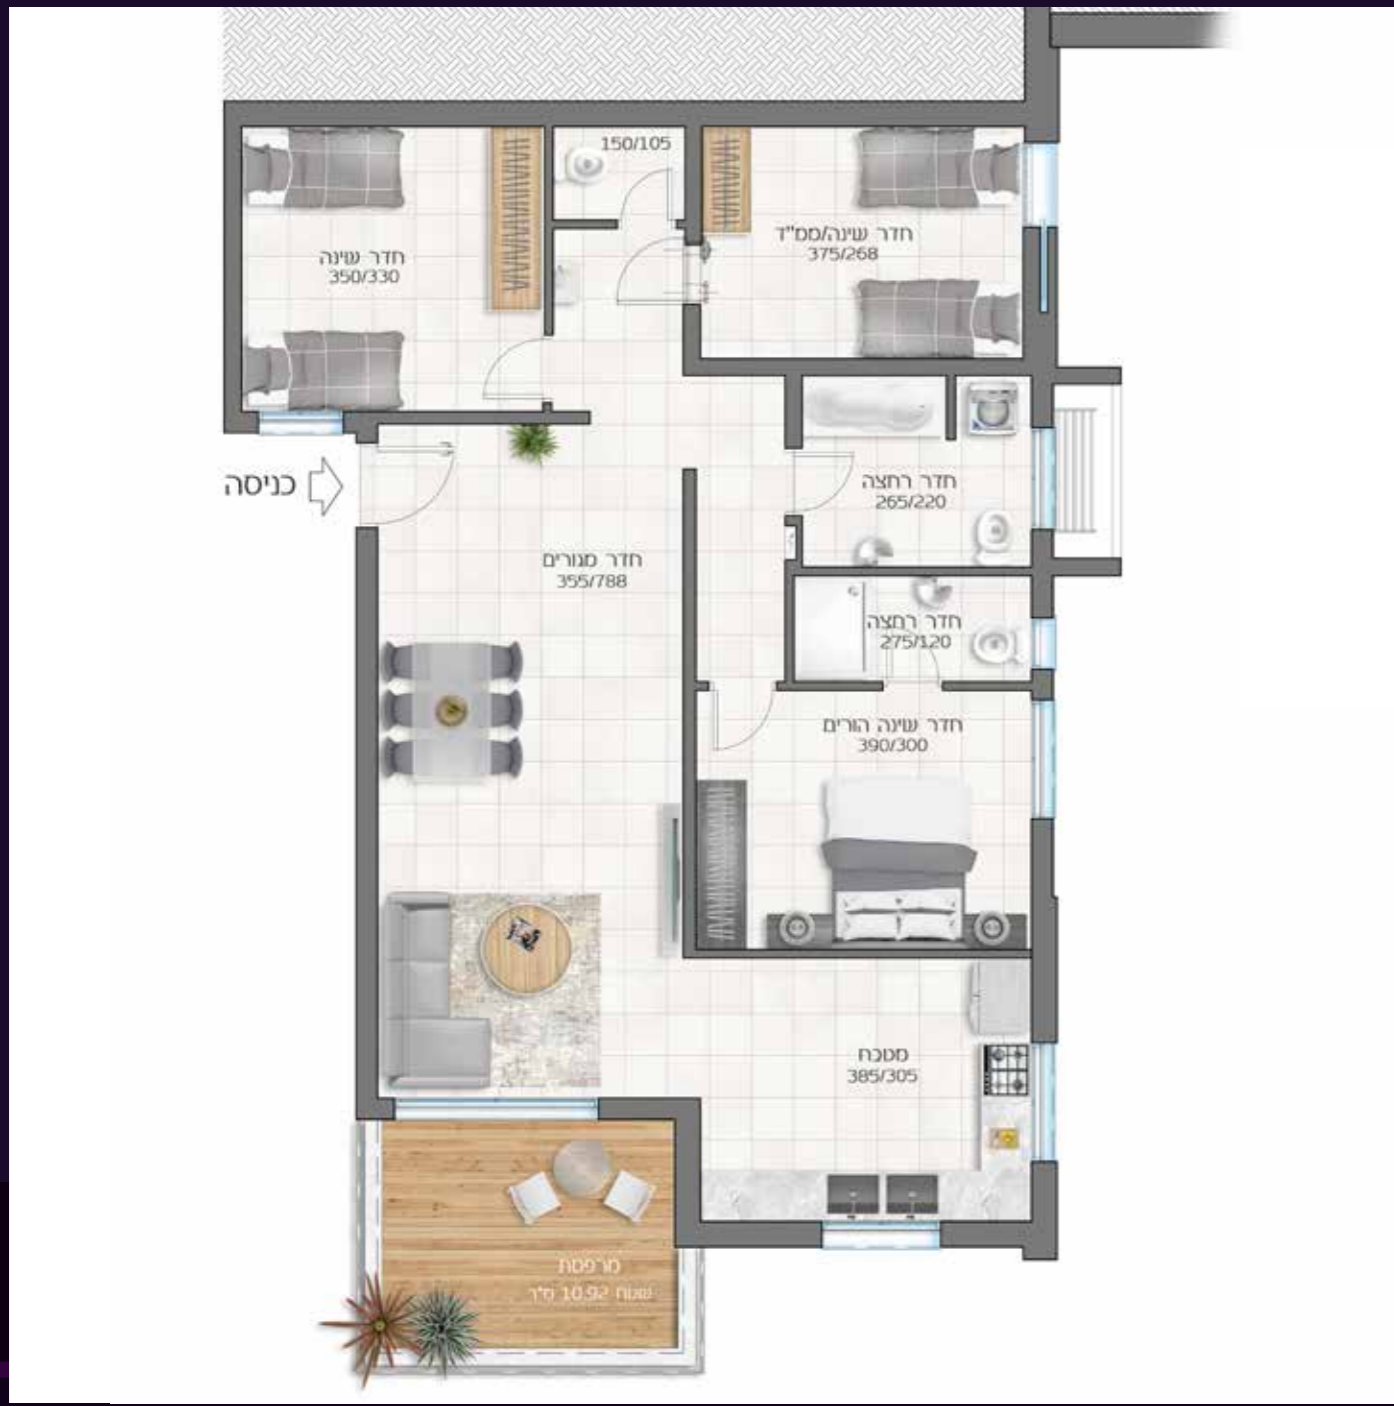 150/105
חדר שינה/ממ"ד
375/268
חדר שינה
350/330
כניסה
חדר רחצה
265/220
חדר מגורים
355/788
חדר רחצה
275/120
חדר שינה הורים
390/300
מטבח
385/305
מרפסת
שטח 10.92 מ"ר